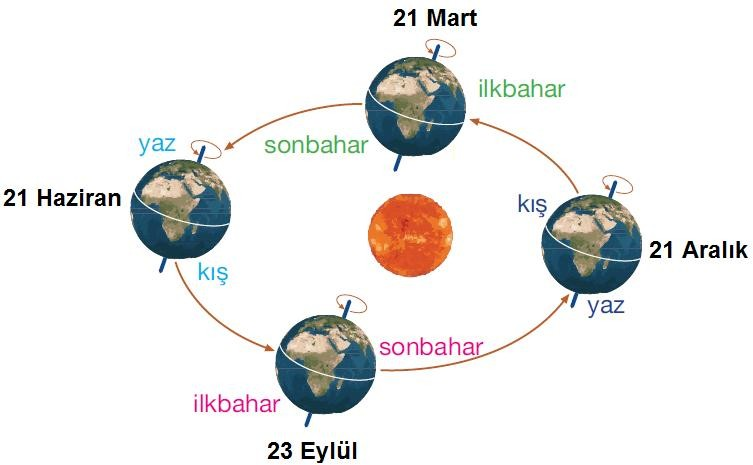 21 Mart
ilkbahar
sonbahar
yaz
21 Haziran
kış
kış
21 Aralık
yaz
sonbahar
ilkbahar
23 Eylül